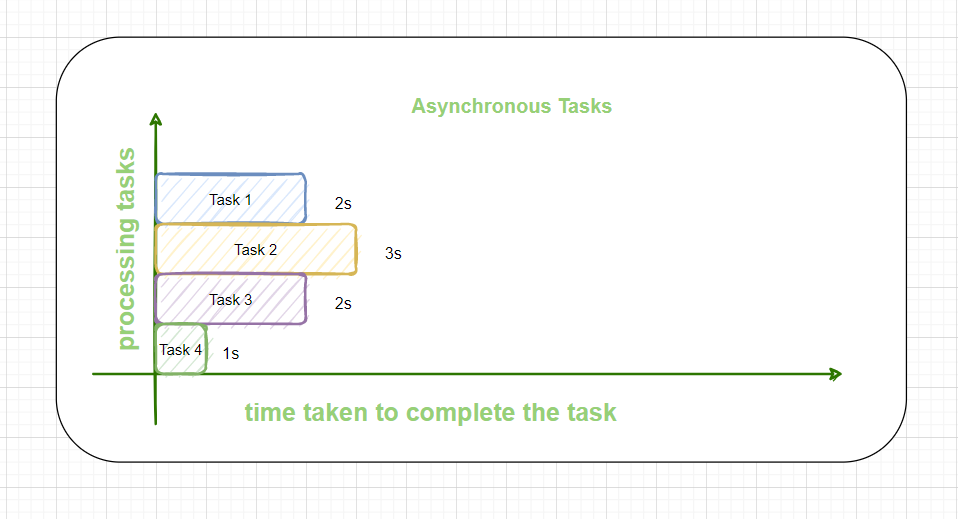 Asynchronous Tasks
processing tasks
Task 1
2s
Task 2
3s
Task 3
2s
Task 4
1s
time taken to complete the task